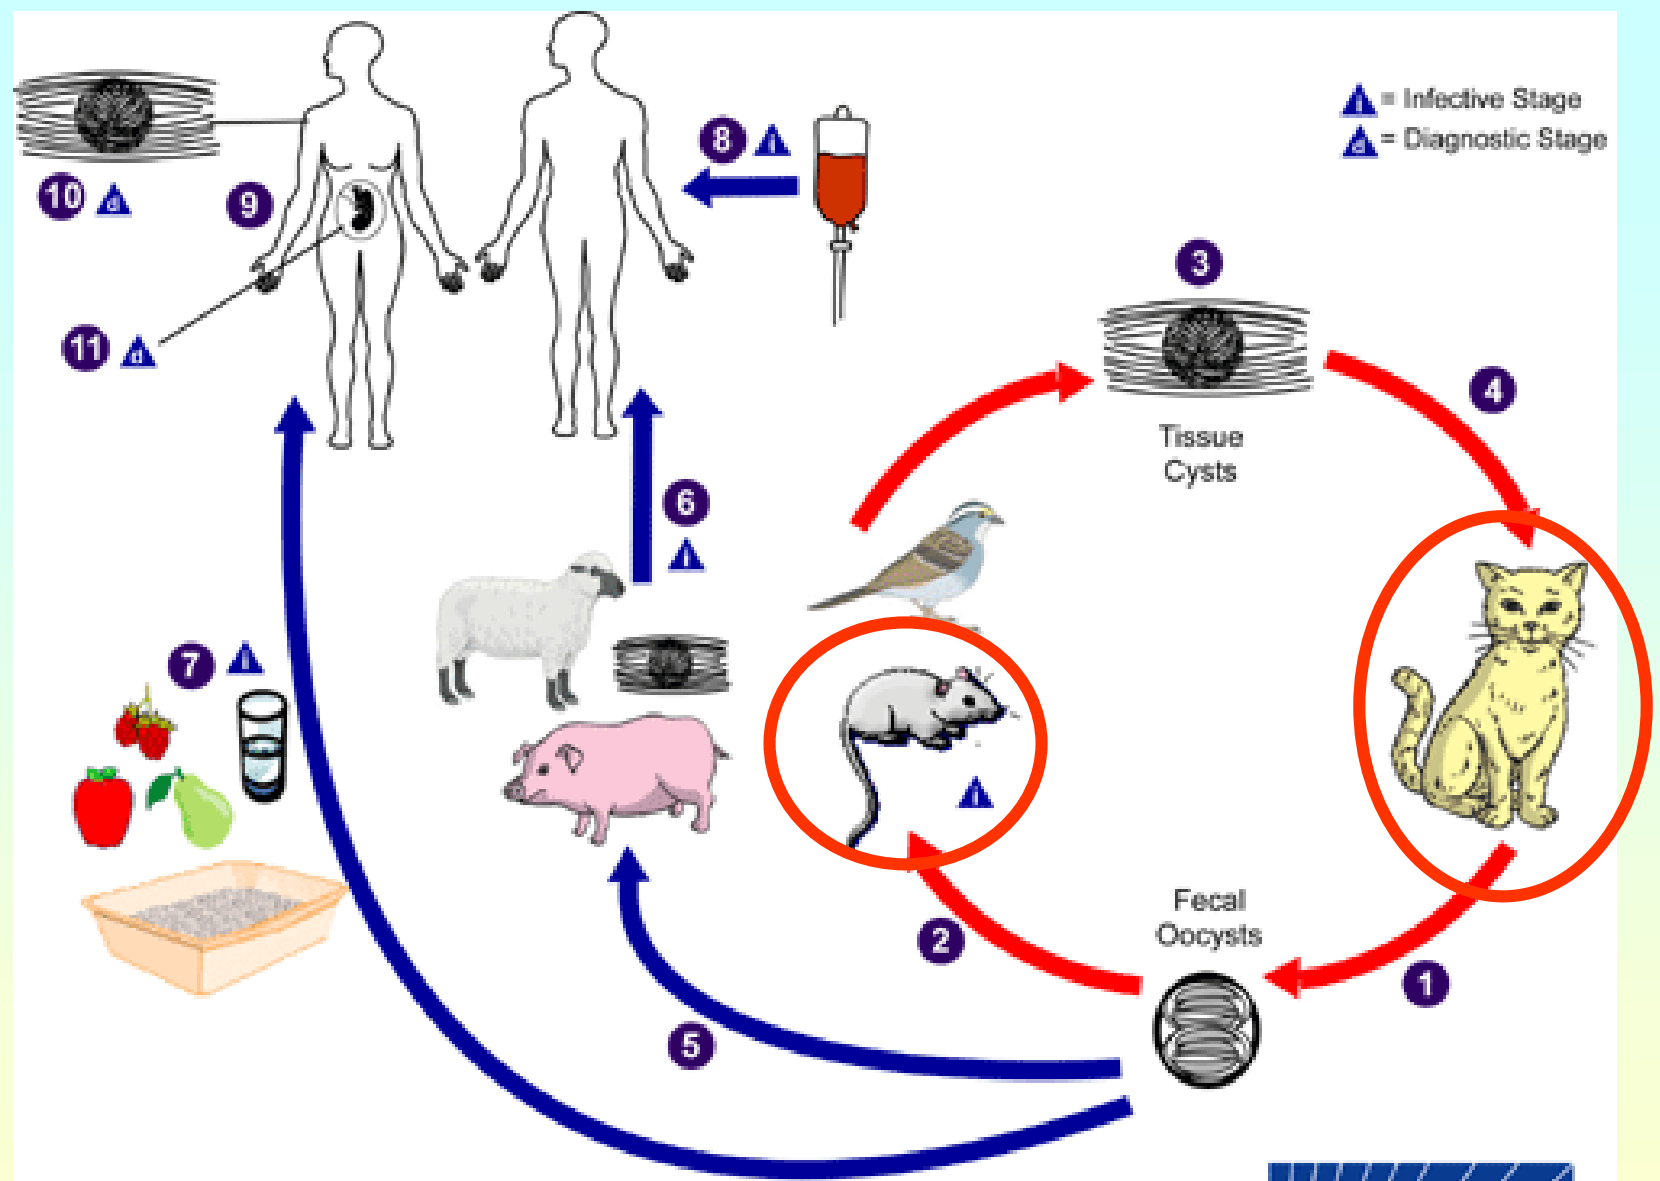 i = Infective Stage
d = Diagnostic Stage
8 i
10 d
9
11 d
3
4
Tissue
Cysts
6
i
7 i
i
Fecal
Oocysts
2
1
5